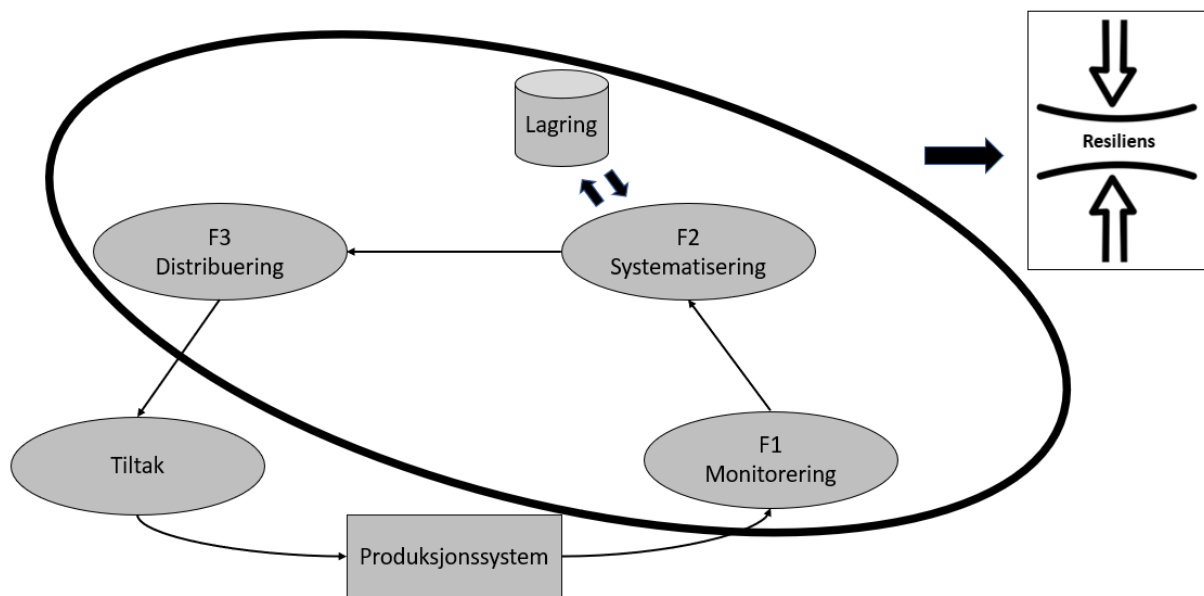 Lagring
Resiliens
F3
Distribuering
F2
Systematisering
Tiltak
F1
Monitorering
Produksjonssystem